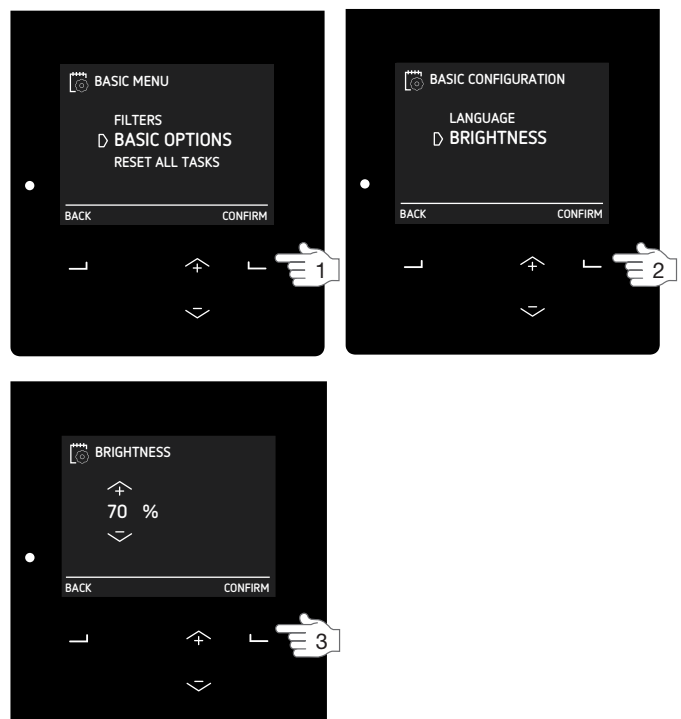 BASIC MENU
FILTERS
BASIC OPTIONS
RESET ALL TASKS
BACK CONFIRM
1
BASIC CONFIGURATION
LANGUAGE
BRIGHTNESS
BACK CONFIRM
2
BRIGHTNESS
70 %
BACK CONFIRM
3